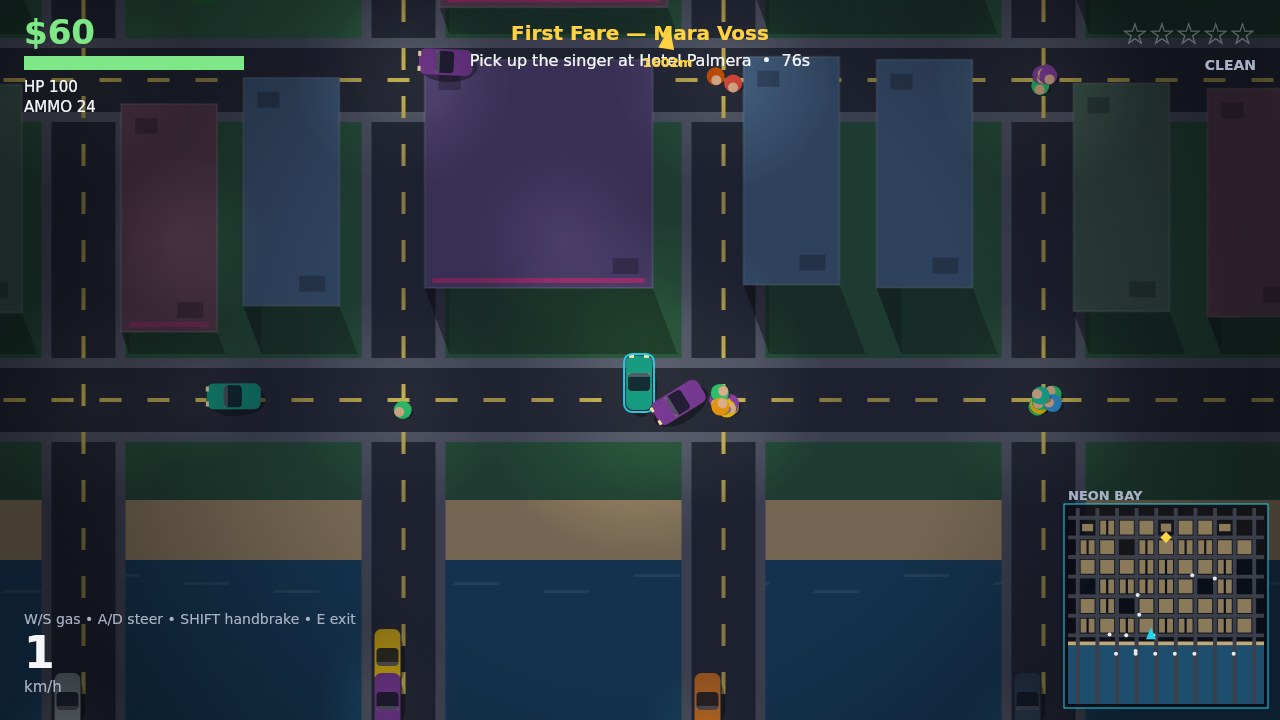 $60
First Fare — Mara Voss
Pick up the singer at Hotel Palmera • 76s
CLEAN
HP 100
AMMO 24
NEON BAY
W/S gas • A/D steer • SHIFT handbrake • E exit
1
km/h